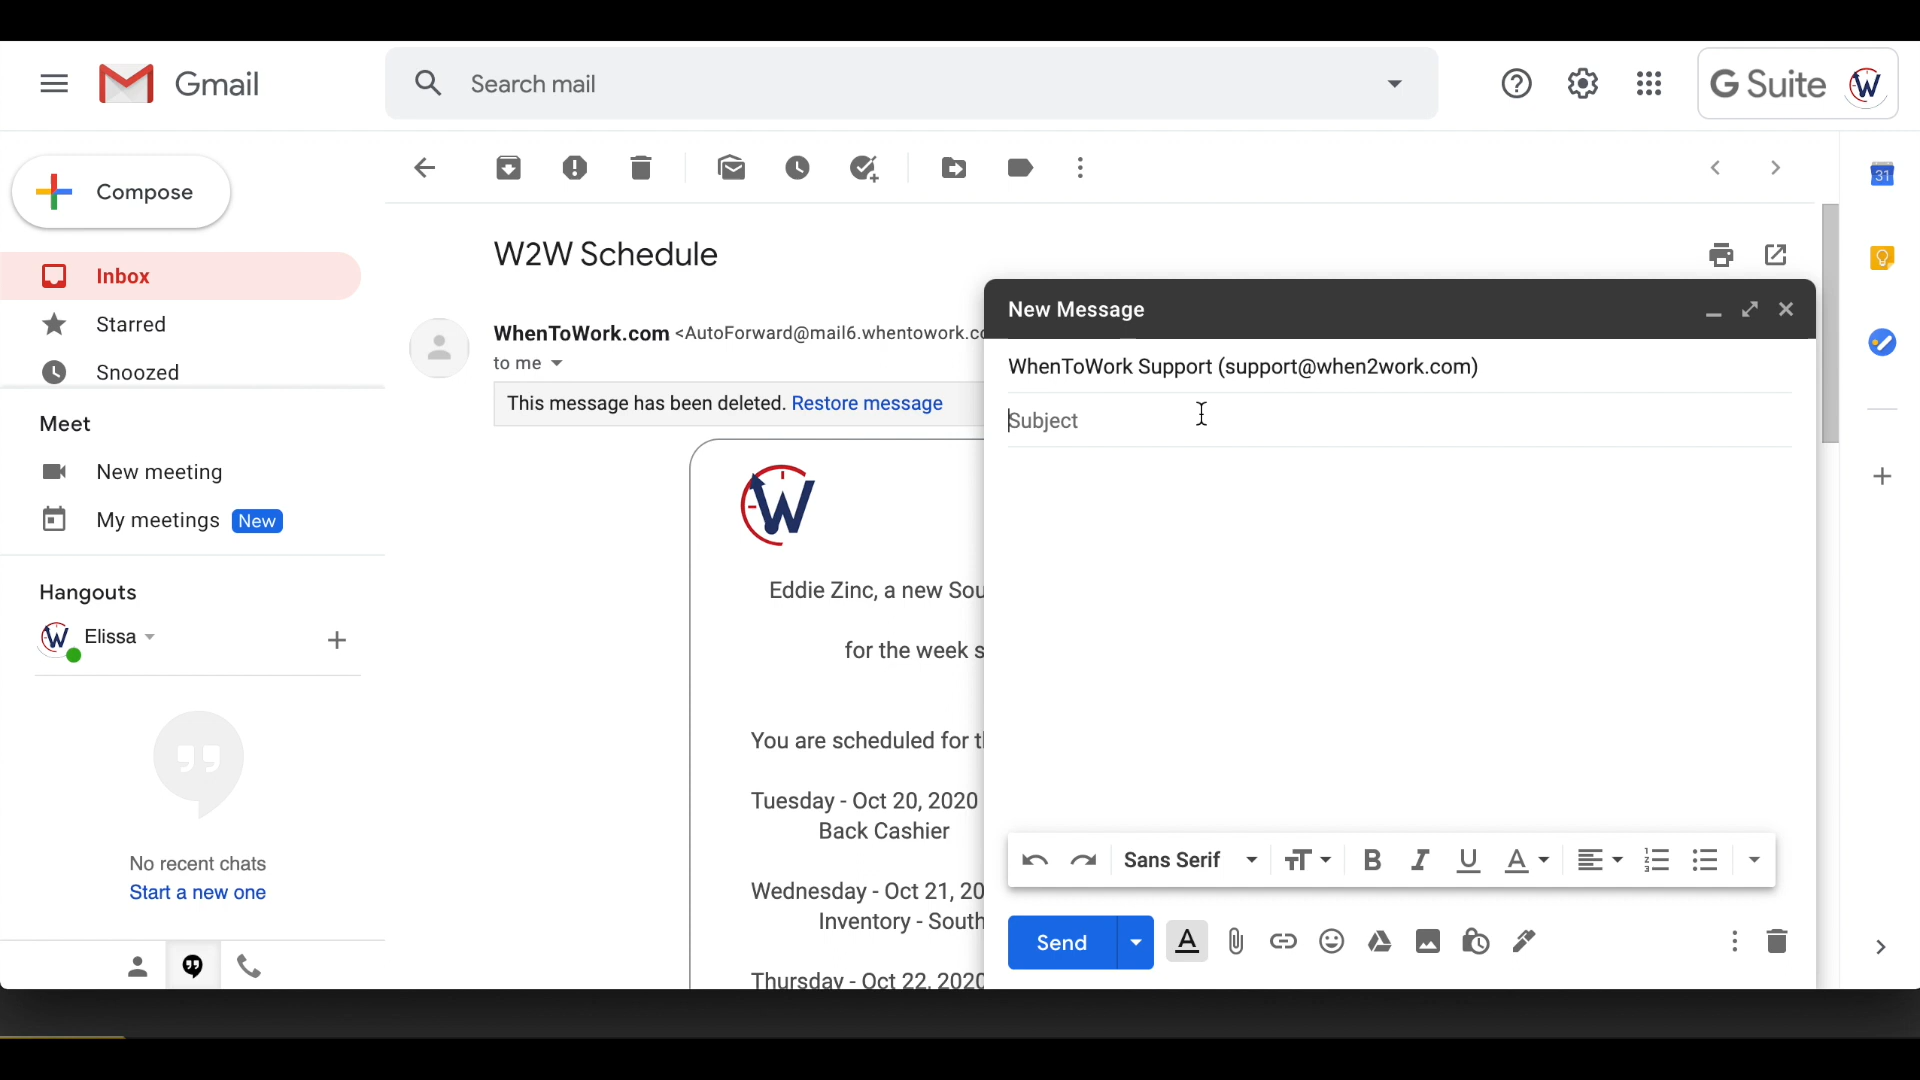 Gmail
Search mail
G Suite
Compose
Inbox
Starred
Snoozed
Meet
New meeting
My meetings New
Hangouts
Elissa
No recent chats
Start a new one
W2W Schedule
WhenToWork.com <AutoForward@mail6.whentowork.co
to me
This message has been deleted. Restore message
W
Eddie Zinc, a new Sou
for the week s
You are scheduled for t
Tuesday - Oct 20, 2020
Back Cashier
Wednesday - Oct 21, 20
Inventory - South
Thursday - Oct 22, 2020
New Message
WhenToWork Support (support@when2work.com)
Subject
Sans Serif
Send
31